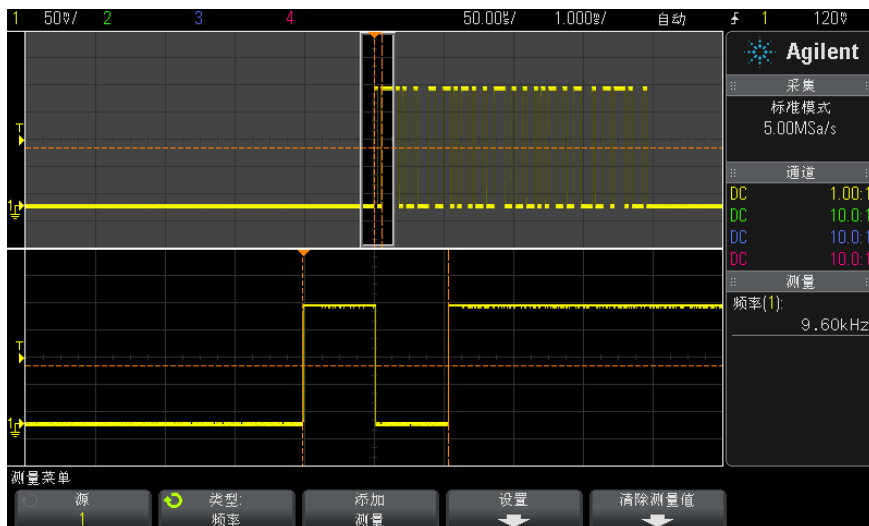 1 50㎷/ 2 3 4 50.00㎲/ 1.000㎳/ 自动 1 120㎷
Agilent
采集
标准模式
5.00MSa/s
通道
DC 1.00:1
DC 10.0:1
DC 10.0:1
DC 10.0:1
测量
频率(1):
9.60kHz
T
1
T
1
测量菜单
源
1
类型:
频率
添加
测量
设置
清除测量值